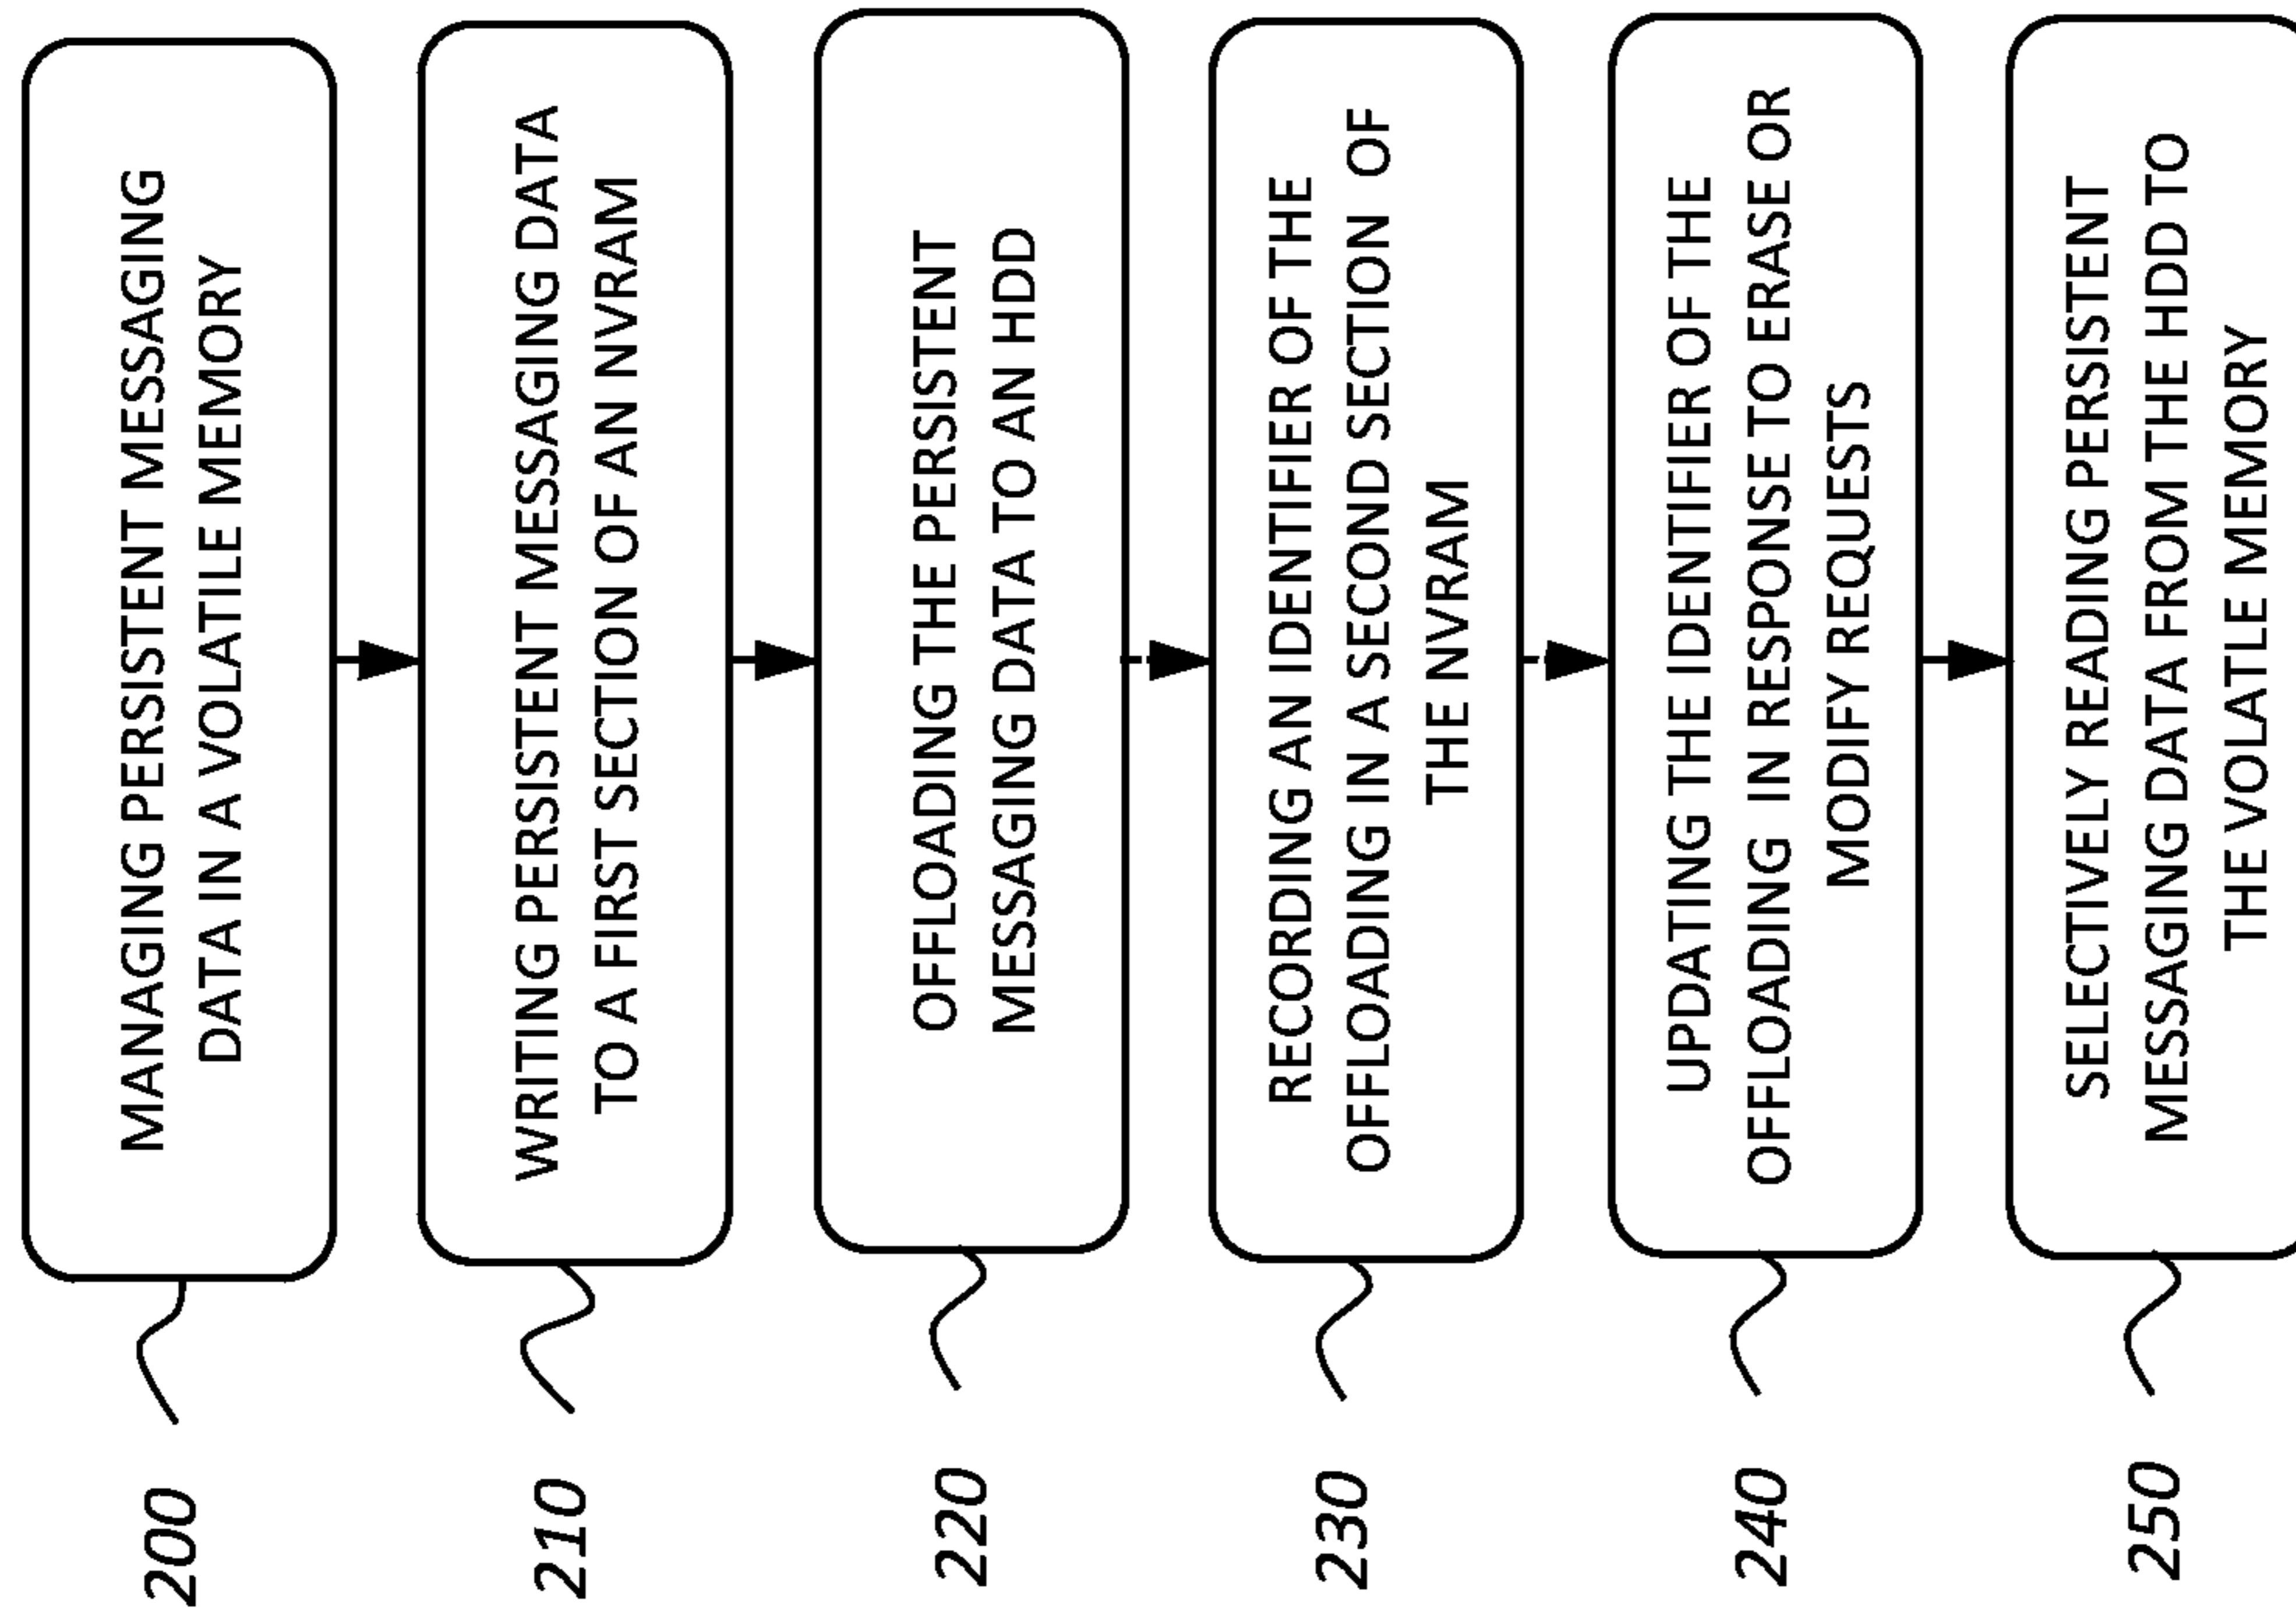 200
MANAGING PERSISTENT MESSAGING
DATA IN A VOLATILE MEMORY
210
WRITING PERSISTENT MESSAGING DATA
TO A FIRST SECTION OF AN NVRAM
220
OFFLOADING THE PERSISTENT
MESSAGING DATA TO AN HDD
230
RECORDING AN IDENTIFIER OF THE
OFFLOADING IN A SECOND SECTION OF
THE NVRAM
240
UPDATING THE IDENTIFIER OF THE
OFFLOADING IN RESPONSE TO ERASE OR
MODIFY REQUESTS
250
SELECTIVELY READING PERSISTENT
MESSAGING DATA FROM THE HDD TO
THE VOLATLE MEMORY